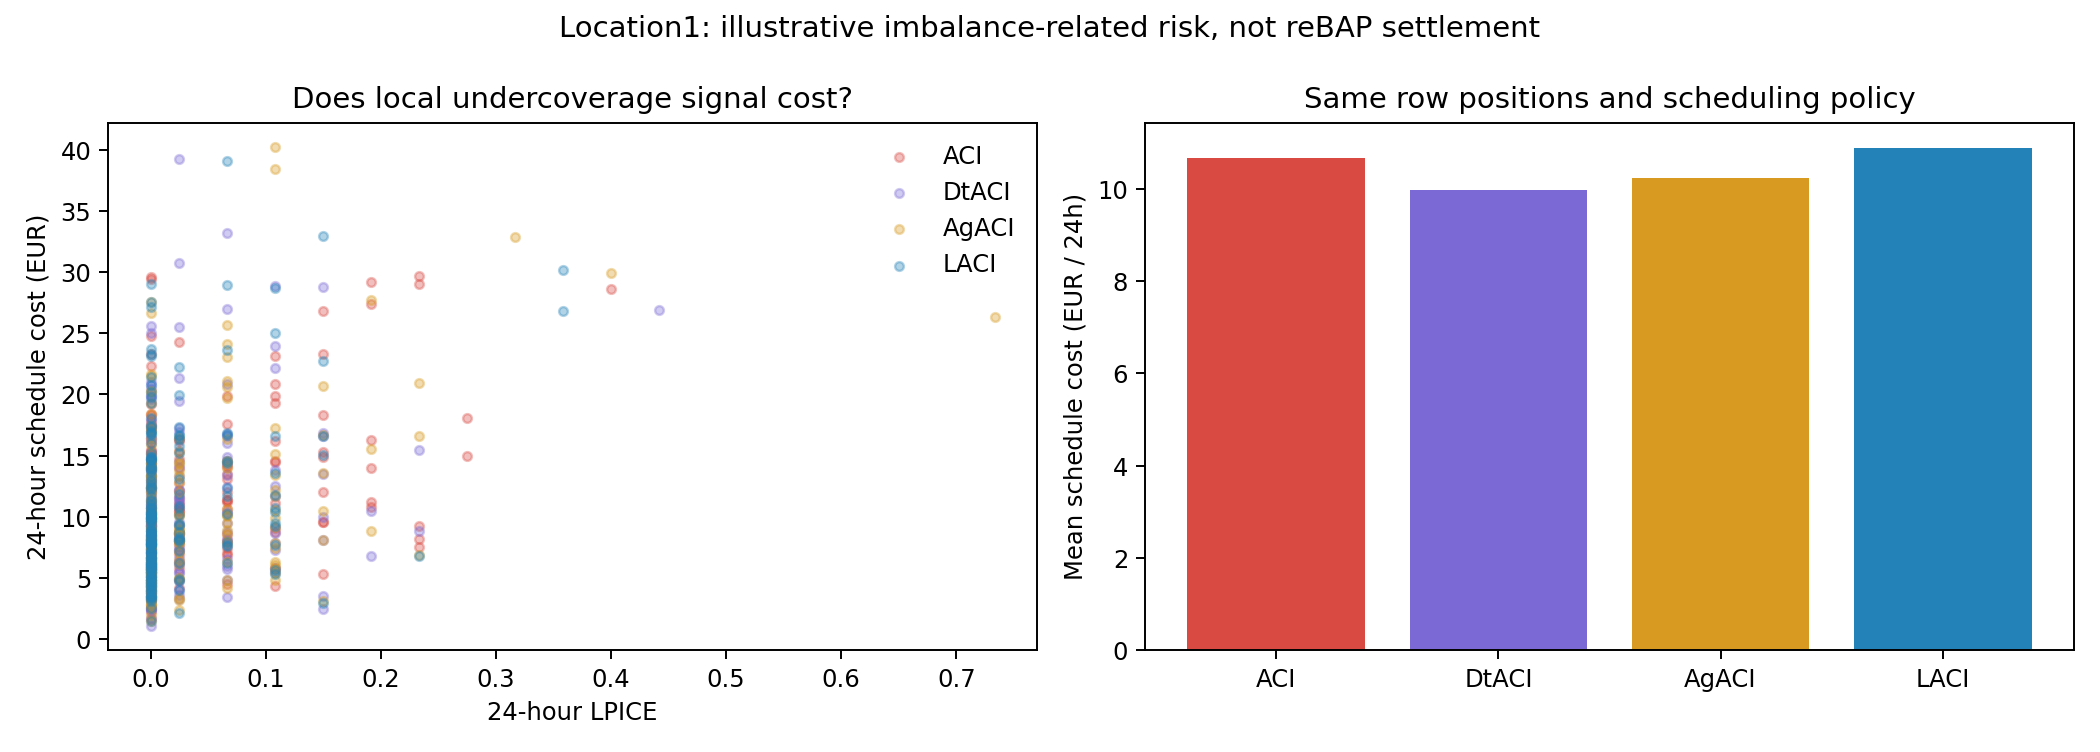 Location1: illustrative imbalance-related risk, not reBAP settlement
Does local undercoverage signal cost?
24-hour schedule cost (EUR)
40
35
30
25
20
15
10
5
0
ACI
DtACI
AgACI
LACI
0.0 0.1 0.2 0.3 0.4 0.5 0.6 0.7
24-hour LPICE
Same row positions and scheduling policy
Mean schedule cost (EUR / 24h)
10
8
6
4
2
0
ACI DtACI AgACI LACI